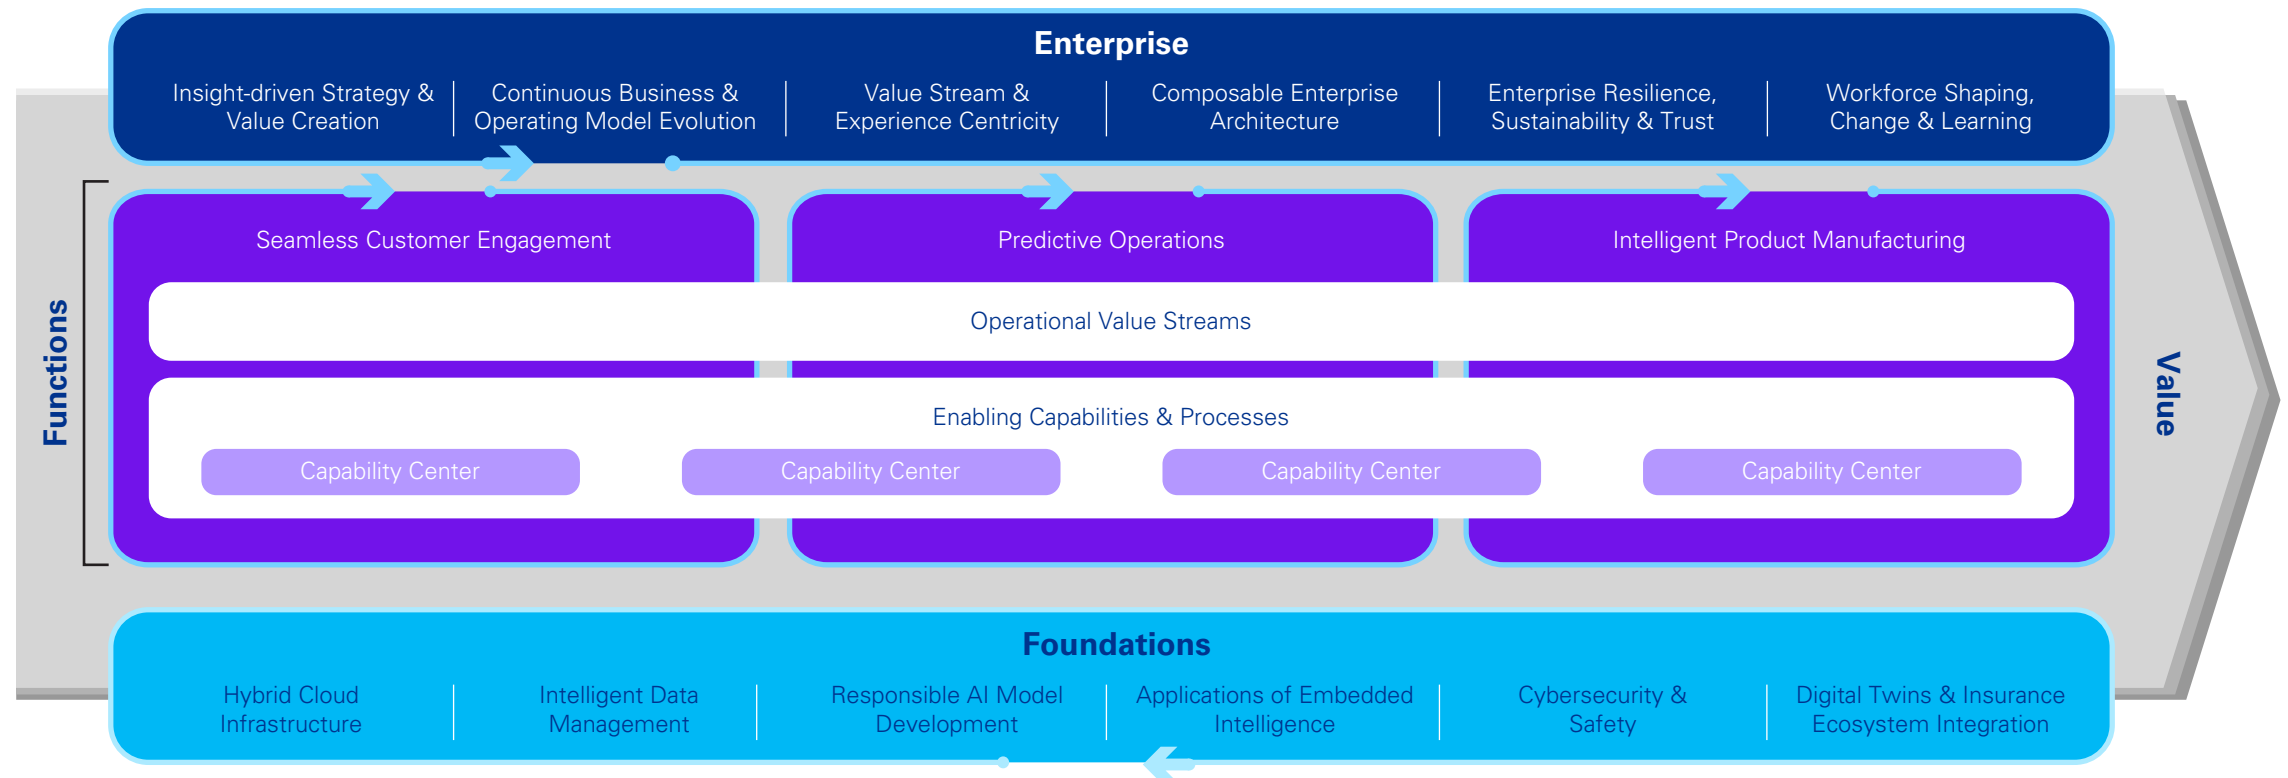 Enterprise
Insight-driven Strategy &
Value Creation
Continuous Business &
Operating Model Evolution
Value Stream &
Experience Centricity
Composable Enterprise
Architecture
Enterprise Resilience,
Sustainability & Trust
Workforce Shaping,
Change & Learning
Functions
Seamless Customer Engagement
Predictive Operations
Intelligent Product Manufacturing
Operational Value Streams
Enabling Capabilities & Processes
Capability Center
Capability Center
Capability Center
Capability Center
Value
Foundations
Hybrid Cloud
Infrastructure
Intelligent Data
Management
Responsible AI Model
Development
Applications of Embedded
Intelligence
Cybersecurity &
Safety
Digital Twins & Insurance
Ecosystem Integration